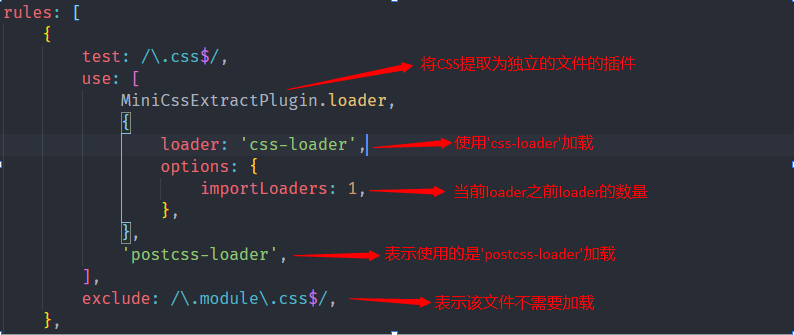 rules: [
{
test: /\.css$/,
use: [
将CSS提取为独立的文件的插件
MiniCssExtractPlugin.loader,
{
loader: 'css-loader', 使用'css-loader'加载
options: {
importLoaders: 1, 当前loader之前loader的数量
},
},
'postcss-loader', 表示使用的是'postcss-loader'加载
],
exclude: /\.module\.css$/, 表示该文件不需要加载
},